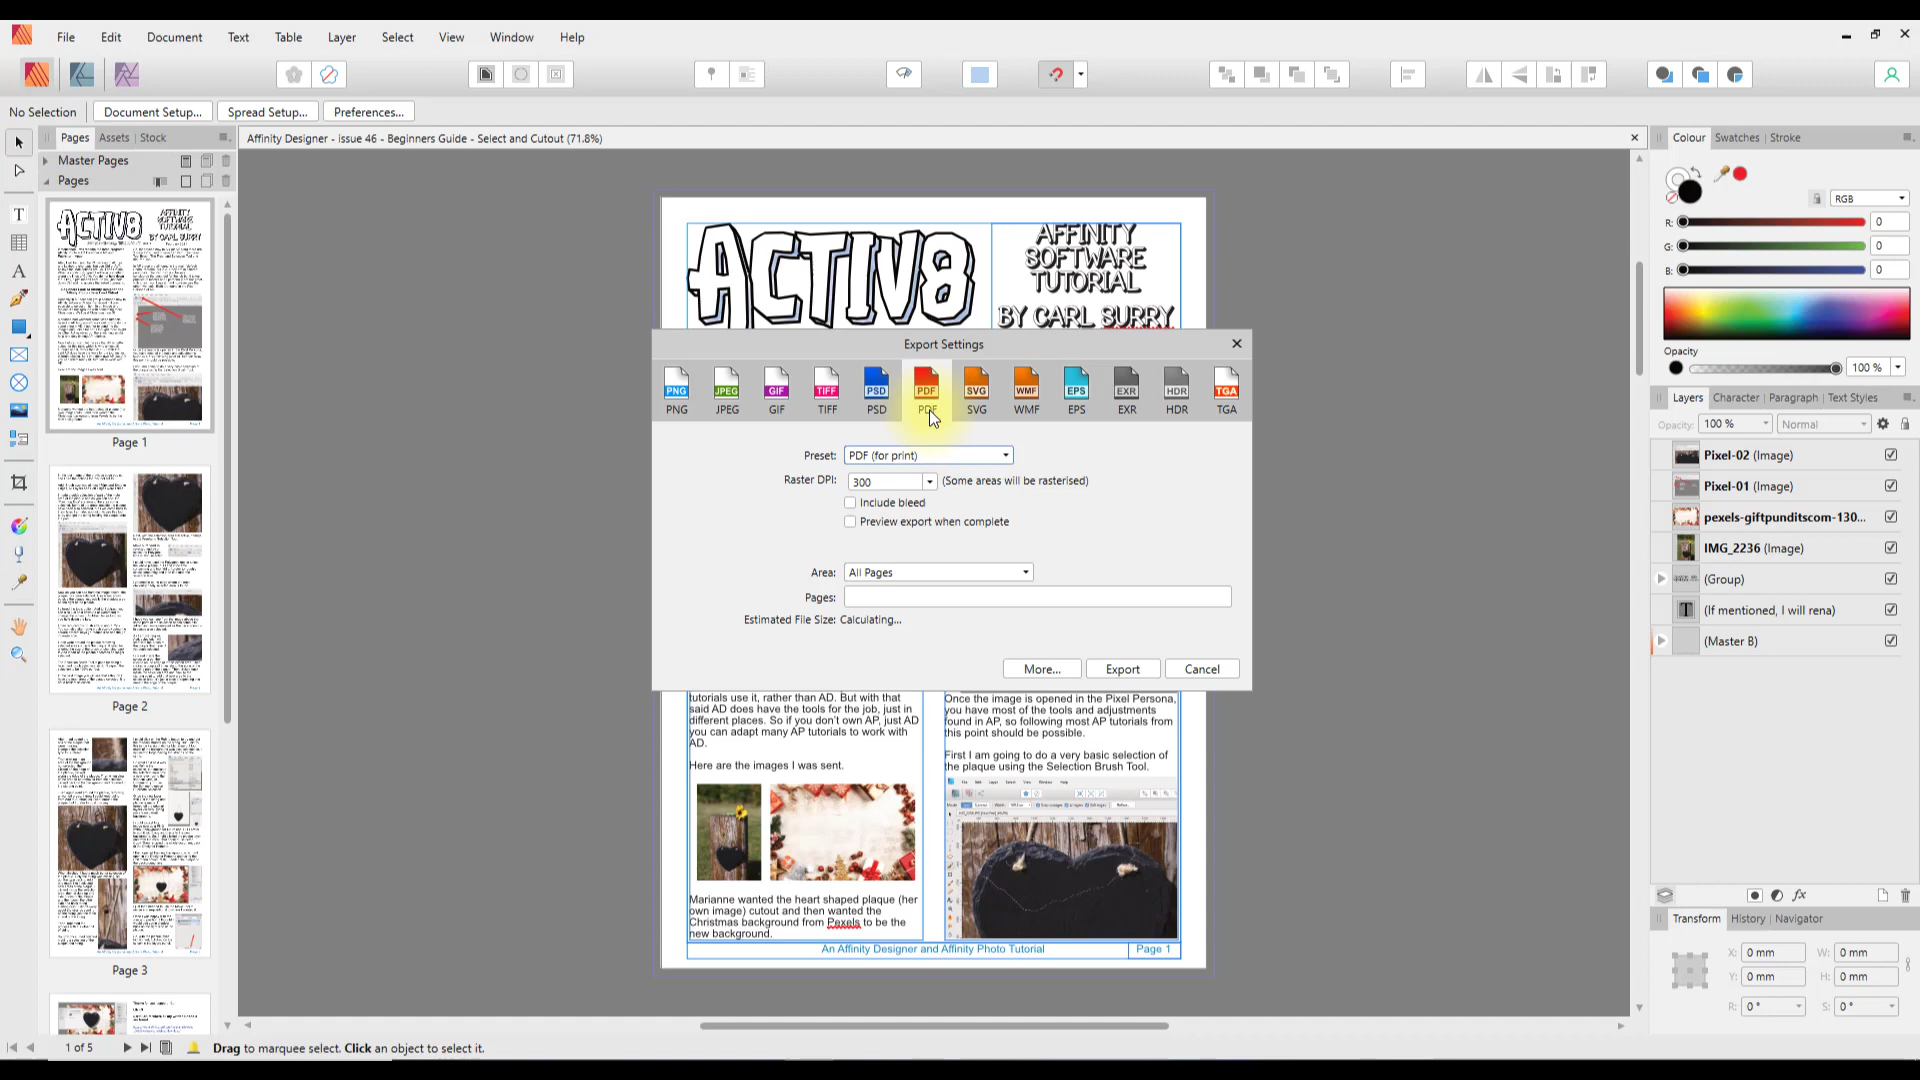 File Edit Document Text Table Layer Select View Window Help
No Selection Document Setup... Spread Setup... Preferences...
Pages Assets Stock
Affinity Designer - issue 46 - Beginners Guide - Select and Cutout (71.8%)
Colour Swatches Stroke
Master Pages
Pages
RGB
R: 0
G: 0
B: 0
Opacity
100 %
Page 1
Page 2
Page 3
ACTIV8
AFFINITY
SOFTWARE
TUTORIAL
BY CARL SURRY
Export Settings
PNG JPEG GIF TIFF PSD PDF SVG WMF EPS EXR HDR TGA
PNG JPEG GIF TIFF PSD PDF SVG WMF EPS EXR HDR TGA
Preset: PDF (for print)
Raster DPI: 300 (Some areas will be rasterised)
Include bleed
Preview export when complete
Area: All Pages
Pages:
Estimated File Size: Calculating...
More... Export Cancel
tutorials use it, rather than AD. But with that
said AD does have the tools for the job, just in
different places. So if you don't own AP, just AD
you can adapt many AP tutorials to work with
AD.
Here are the images I was sent.
Marianne wanted the heart shaped plaque (her
own image) cutout and then wanted the
Christmas background from Pexels to be the
new background.
Once the image is opened in the Pixel Persona,
you have most of the tools and adjustments
found in AP, so following most AP tutorials from
this point should be possible.
First I am going to do a very basic selection of
the plaque using the Selection Brush Tool.
An Affinity Designer and Affinity Photo Tutorial Page 1
Layers Character Paragraph Text Styles
Opacity: 100 % Normal
Pixel-02 (Image)
Pixel-01 (Image)
pexels-giftpunditscom-130...
IMG_2236 (Image)
(Group)
(If mentioned, I will rena)
(Master B)
fx
Transform History Navigator
X: 0 mm W: 0 mm
Y: 0 mm H: 0 mm
R: 0 ° S: 0 °
1 of 5 Drag to marquee select. Click an object to select it.